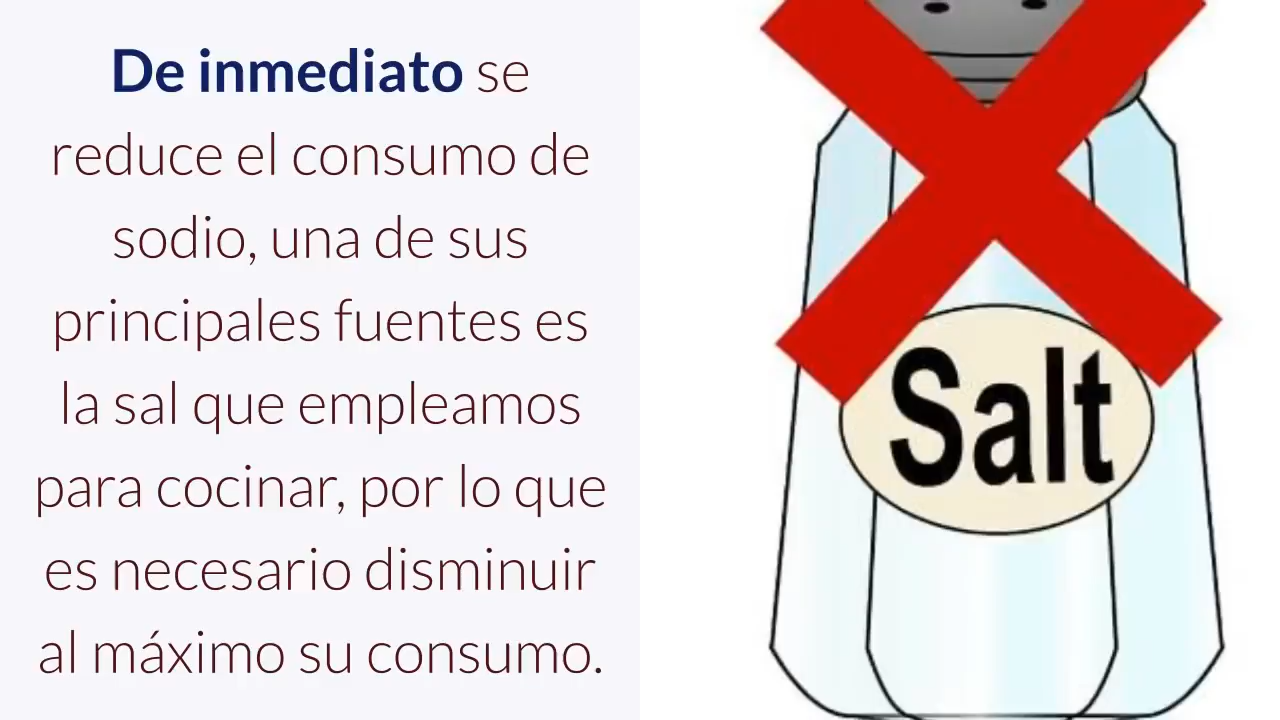 De inmediato se
reduce el consumo de
sodio, una de sus
principales fuentes es
la sal que empleamos
para cocinar, por lo que
es necesario disminuir
al máximo su consumo.
Salt